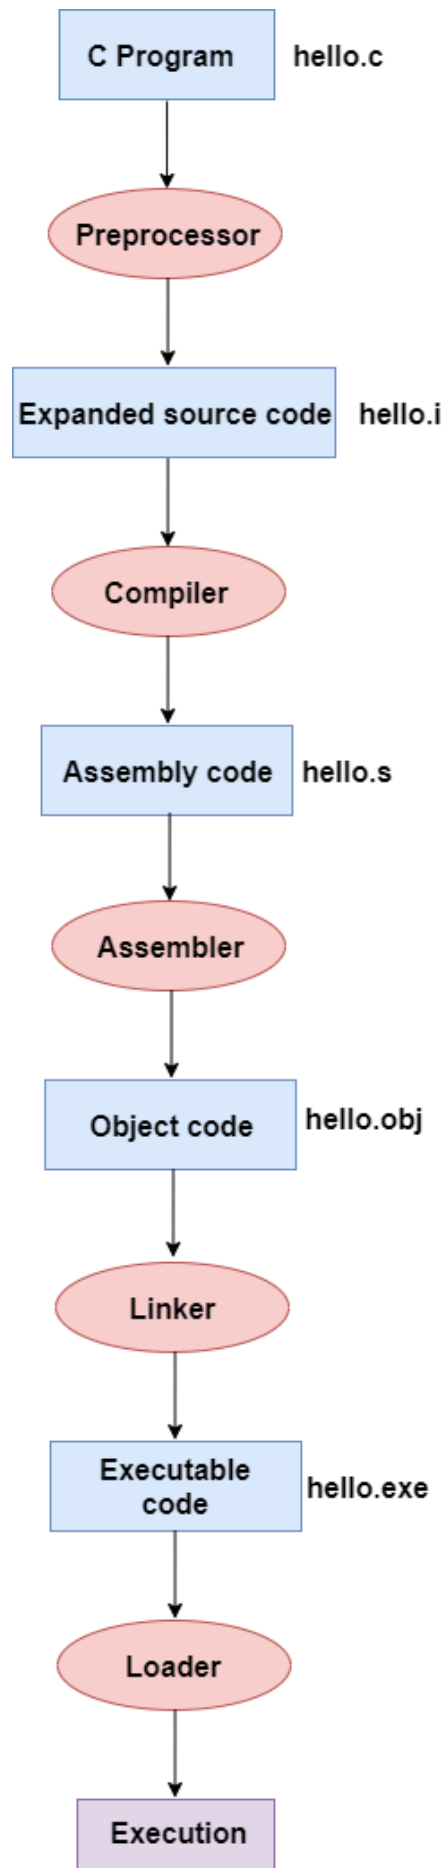 C Program hello.c
Preprocessor
Expanded source code hello.i
Compiler
Assembly code hello.s
Assembler
Object code hello.obj
Linker
Executable
code
hello.exe
Loader
Execution